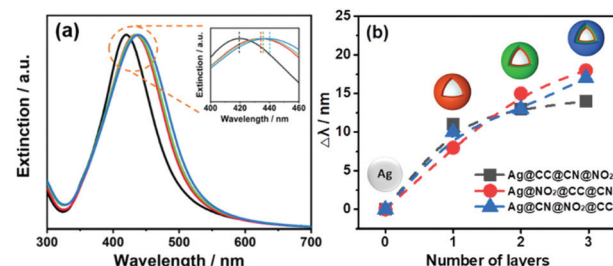 (a)
Extinction / a.u.
Wavelength / nm
300 400 500 600 700
Extinction / a.u.
400 420 440 460
Wavelength / nm
(b)
Δλ / nm
25
20
15
10
5
0
Ag
Ag@CC@CN@NO₂
Ag@NO₂@CC@CN
Ag@CN@NO₂@CC
0 1 2 3
Number of layers